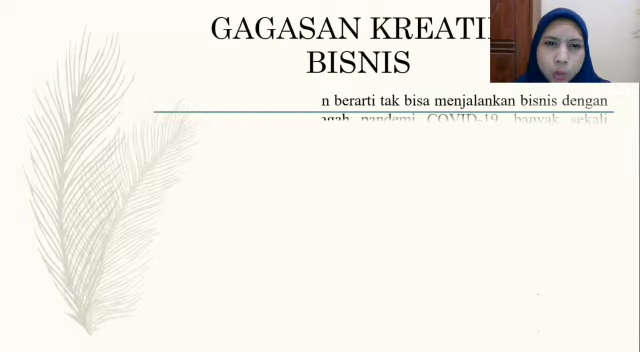 GAGASAN KREATI
BISNIS
berarti tak bisa menjalankan bisnis dengan
pandemi COVID-19, banyak sekali